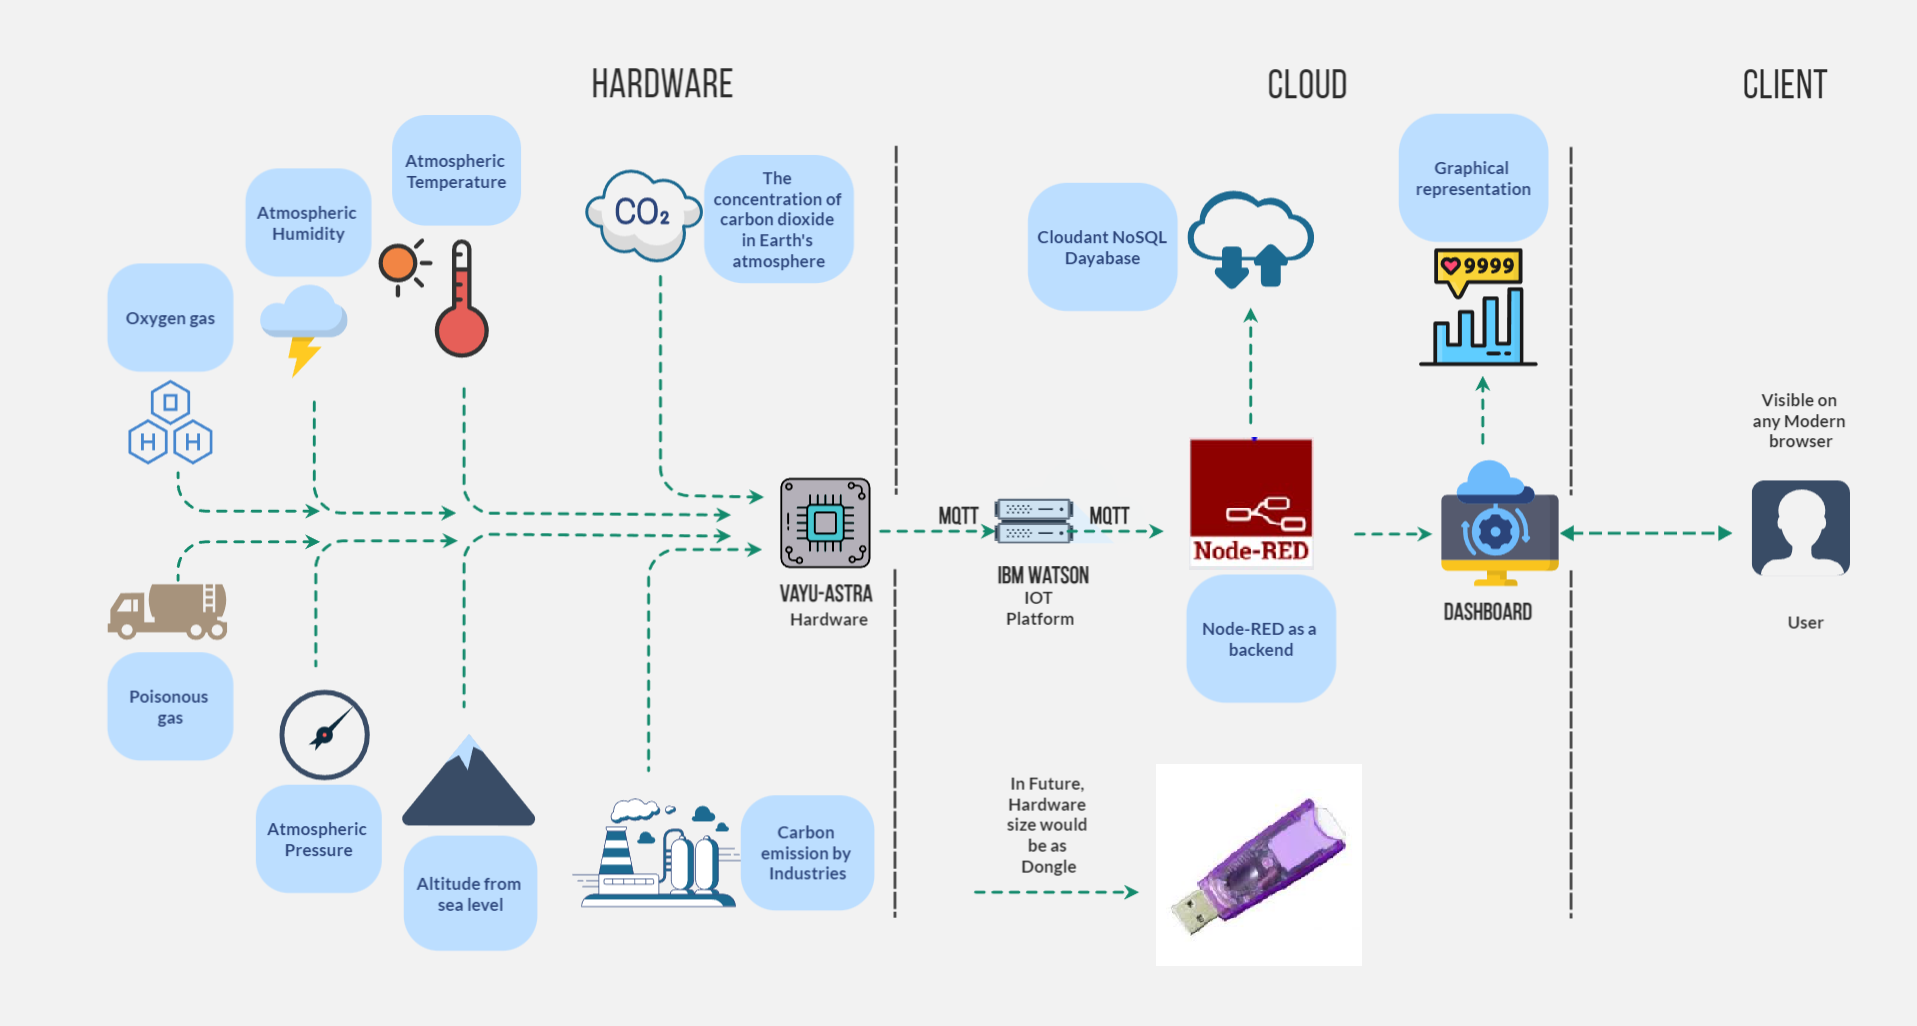 HARDWARE
CLOUD
CLIENT
Atmospheric
Temperature
Atmospheric
Humidity
Oxygen gas
O
H H
CO₂
The
concentration of
carbon dioxide
in Earth's
atmosphere
Cloudant NoSQL
Dayabase
Graphical
representation
9999
Visible on
any Modern
browser
User
MQTT
MQTT
VAYU-ASTRA
Hardware
IBM WATSON
IOT
Platform
Node-RED
Node-RED as a
backend
DASHBOARD
Poisonous
gas
Atmospheric
Pressure
Altitude from
sea level
Carbon
emission by
Industries
In Future,
Hardware
size would
be as
Dongle